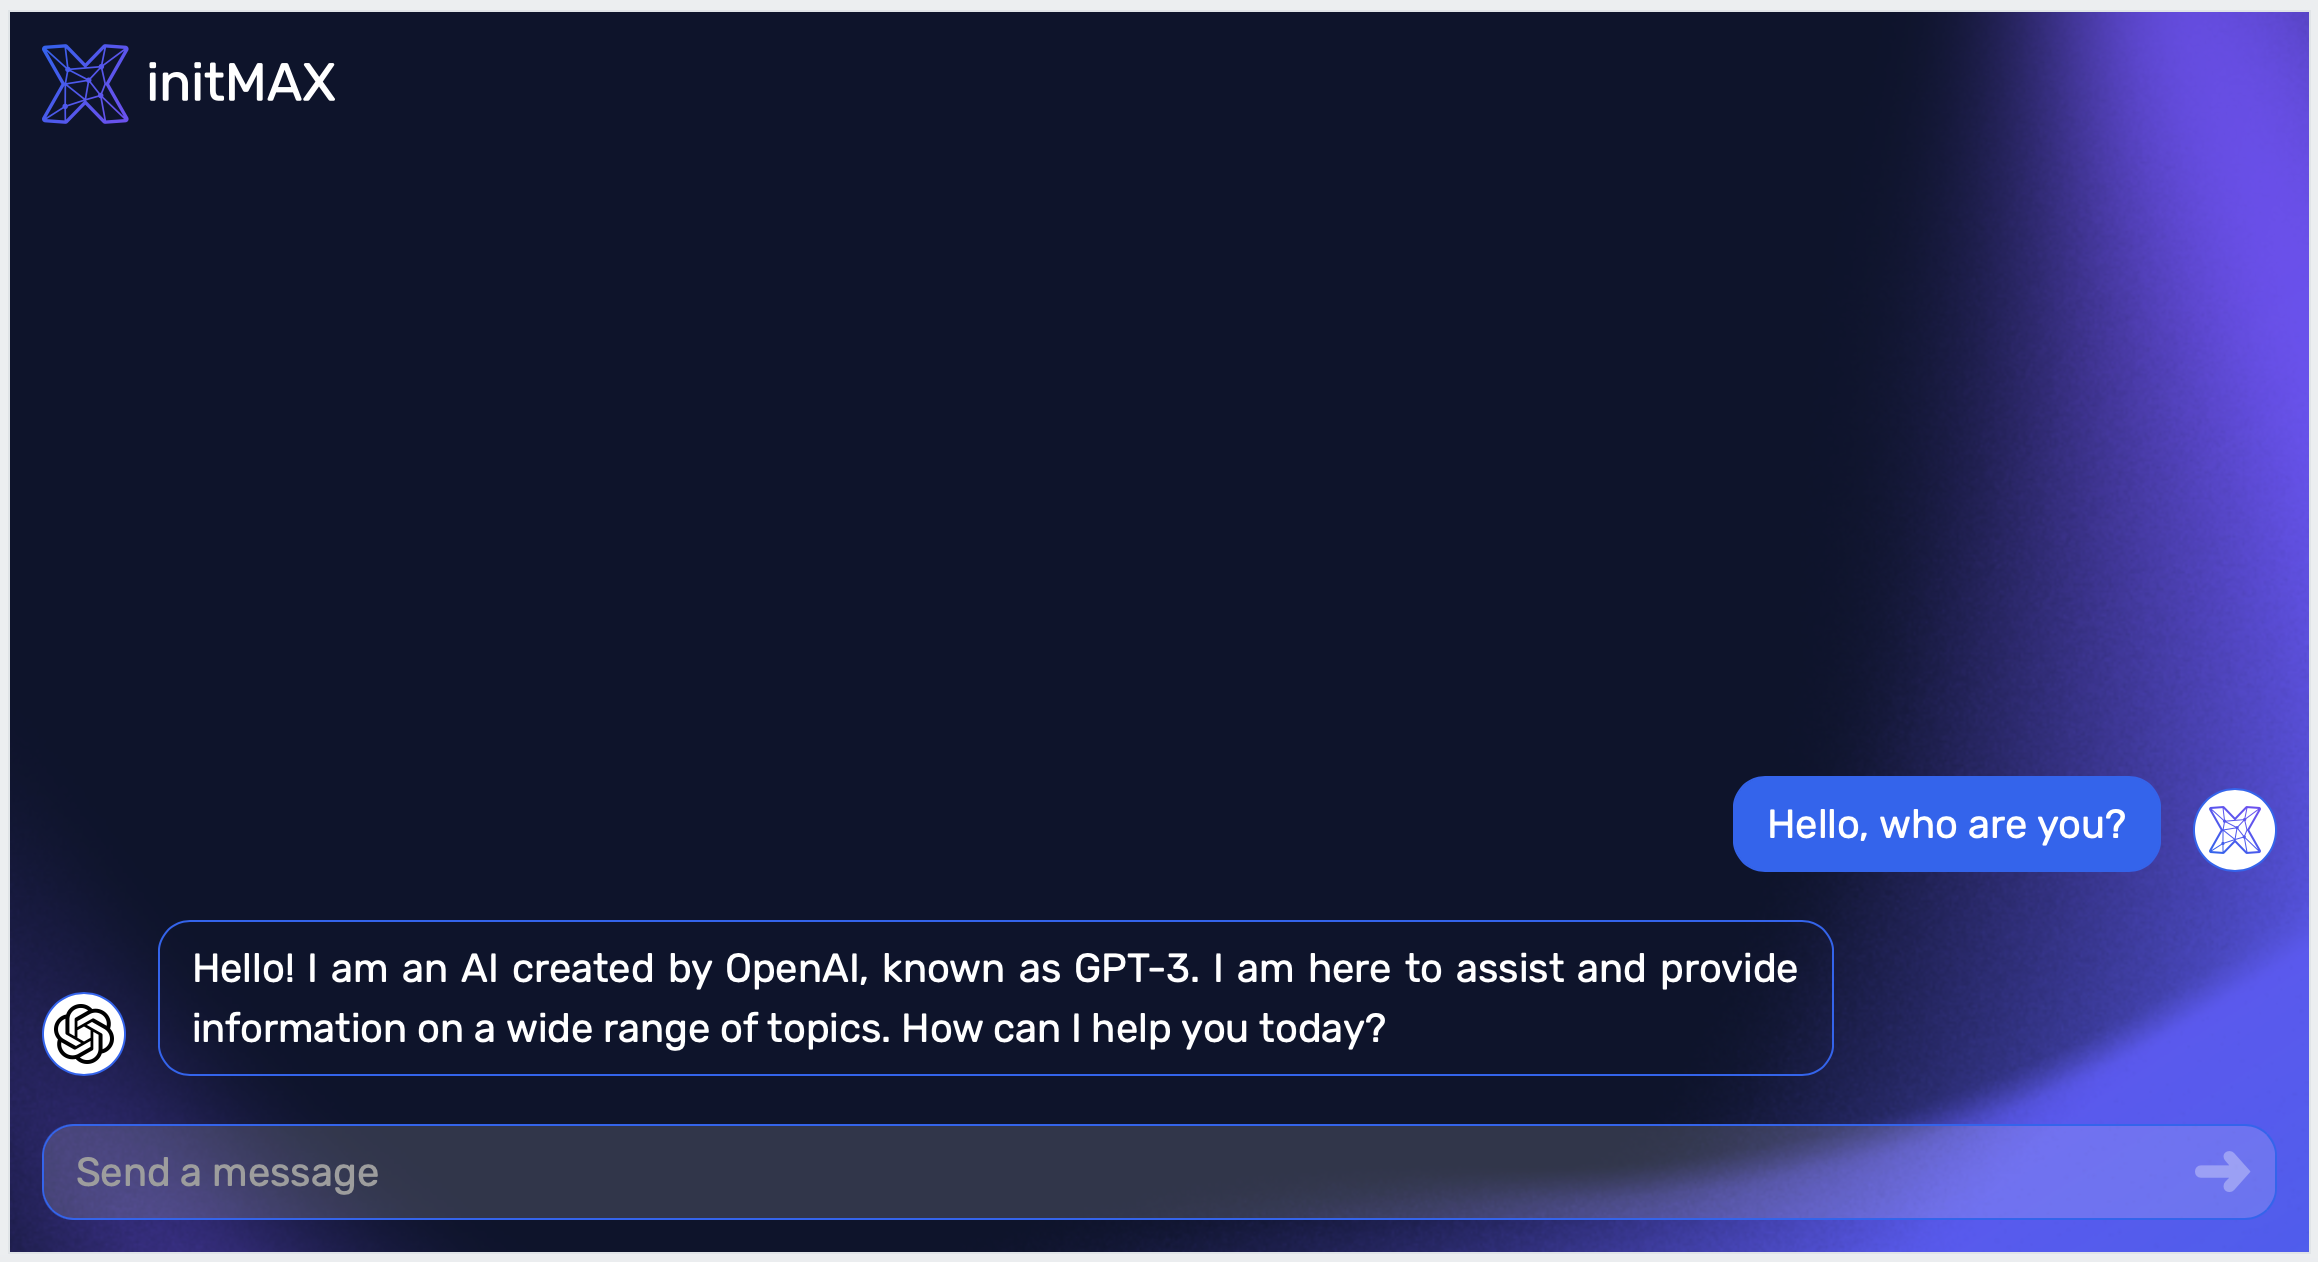 initMAX
Hello, who are you?
Hello! I am an AI created by OpenAI, known as GPT-3. I am here to assist and provide
information on a wide range of topics. How can I help you today?
Send a message